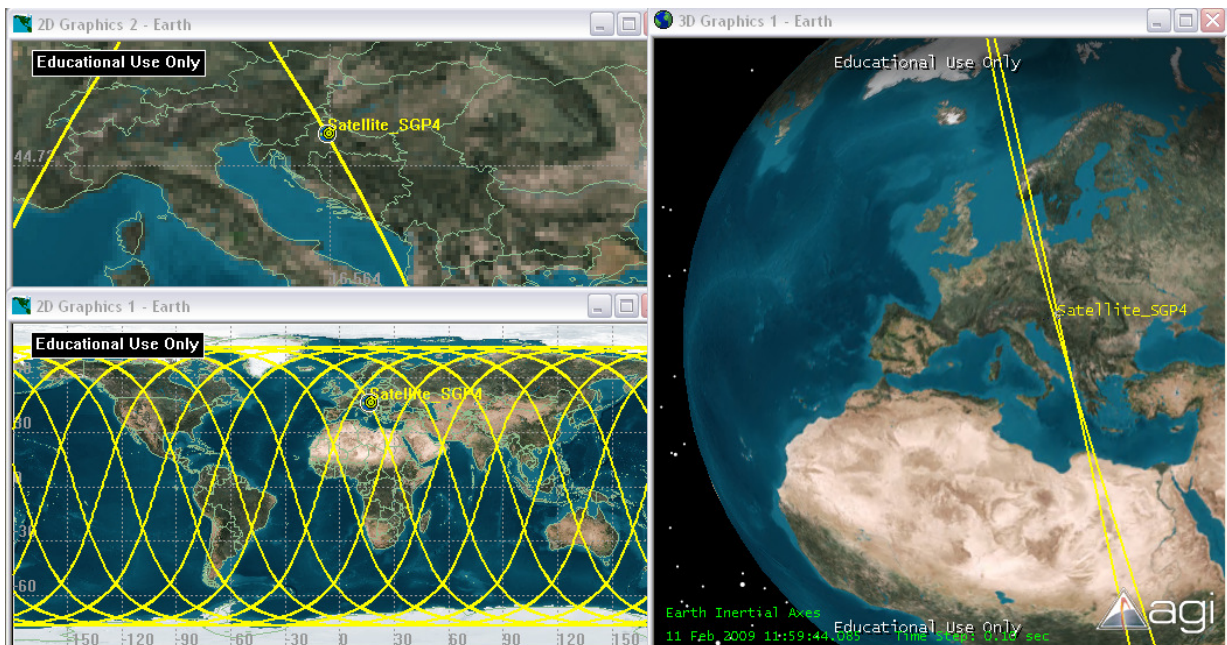 2D Graphics 2 - Earth
Educational Use Only
Satellite_SGP4
44.72
16.564
2D Graphics 1 - Earth
Educational Use Only
Satellite_SGP4
30
0
-30
-60
-120 -90 -60 -30 0 30 60 90 120 150
3D Graphics 1 - Earth
Educational Use Only
Satellite_SGP4
agi
Earth Inertial Axes
11 Feb 2009 11:59:44.085 Time Step: 0.10 sec
Educational Use Only